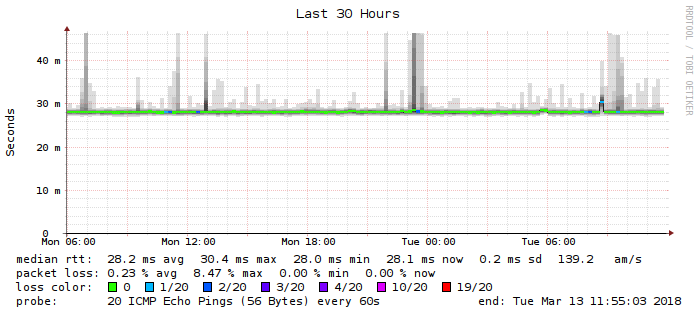 Last 30 Hours
RRDTOOL / TOBI OETIKER
Seconds
40 m
30 m
20 m
10 m
0
Mon 06:00 Mon 12:00 Mon 18:00 Tue 00:00 Tue 06:00
median rtt: 28.2 ms avg 30.4 ms max 28.0 ms min 28.1 ms now 0.2 ms sd 139.2 am/s
packet loss: 0.23 % avg 8.47 % max 0.00 % min 0.00 % now
loss color: 0 1/20 2/20 3/20 4/20 10/20 19/20
probe: 20 ICMP Echo Pings (56 Bytes) every 60s end: Tue Mar 13 11:55:03 2018